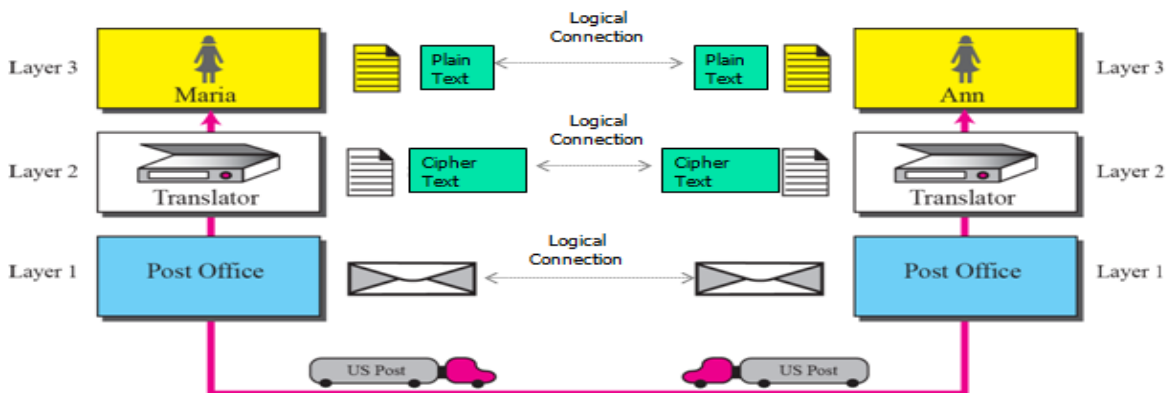 Logical
Connection
Layer 3
Maria
Plain
Text
Plain
Text
Ann
Layer 3
Logical
Connection
Layer 2
Translator
Cipher
Text
Cipher
Text
Translator
Layer 2
Logical
Connection
Layer 1
Post Office
Post Office
Layer 1
US Post
US Post